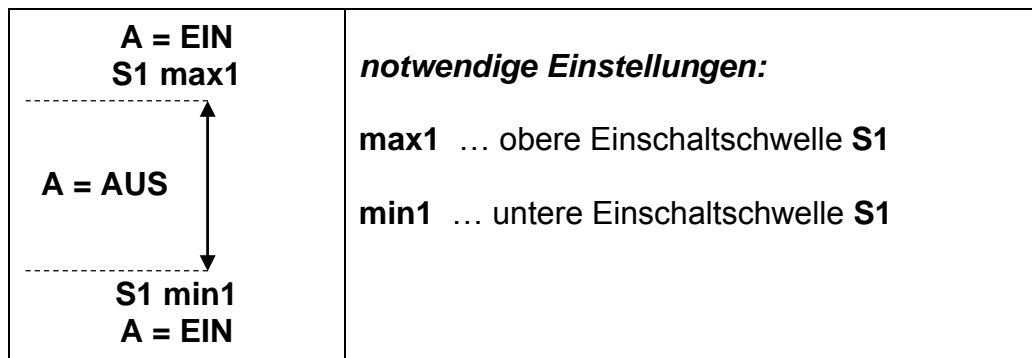 A = EIN
S1 max1
A = AUS
S1 min1
A = EIN
notwendige Einstellungen:
max1 … obere Einschaltschwelle S1
min1 … untere Einschaltschwelle S1